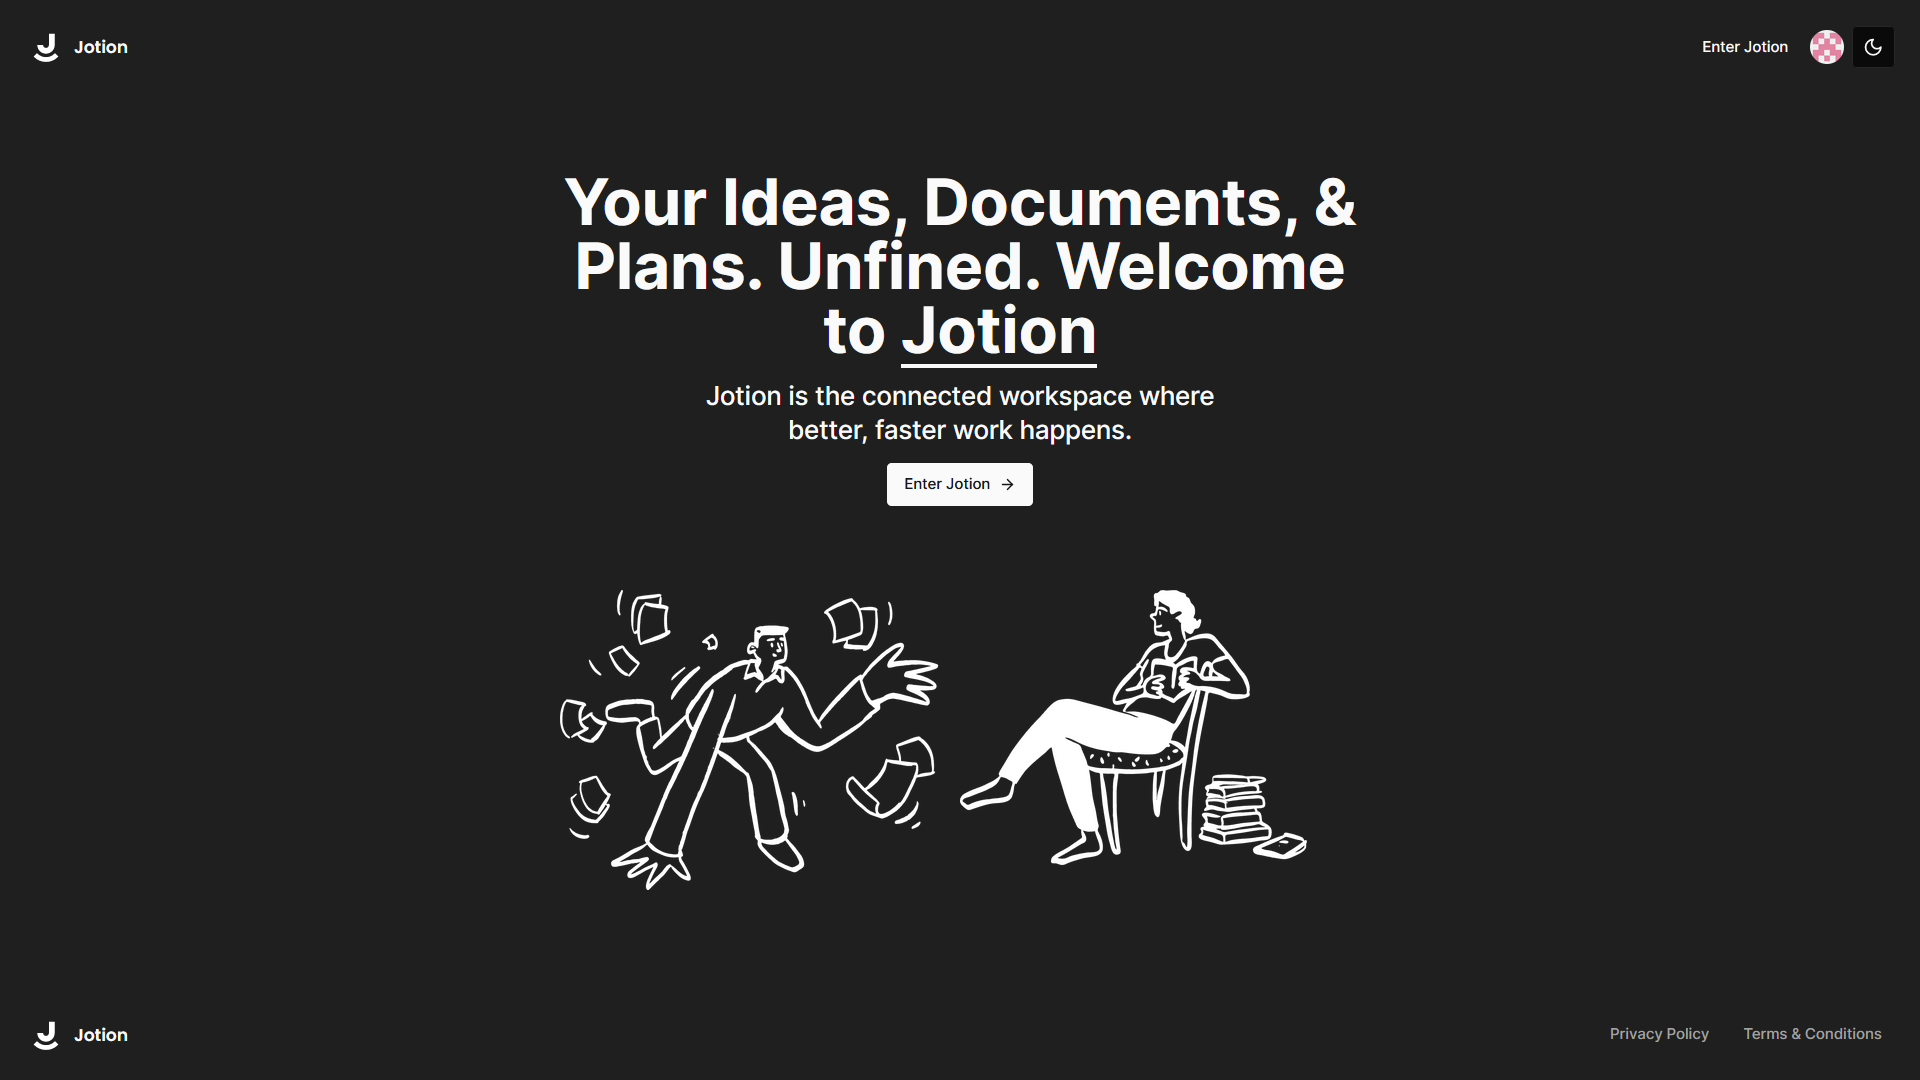 Jotion
Enter Jotion
Your Ideas, Documents, &
Plans. Unfined. Welcome
to Jotion
Jotion is the connected workspace where
better, faster work happens.
Enter Jotion
Jotion
Privacy Policy
Terms & Conditions